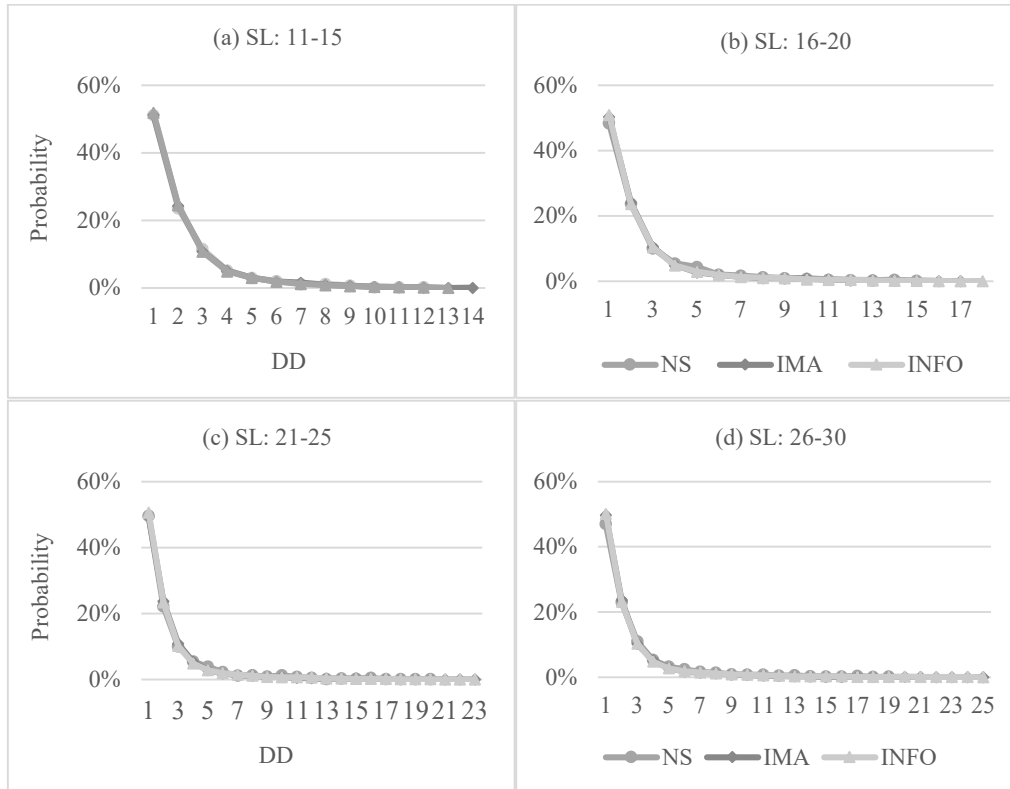 (a) SL: 11-15
60%
40%
20%
0%
Probability
1 2 3 4 5 6 7 8 9 10 11 12 13 14
DD
(b) SL: 16-20
60%
40%
20%
0%
1 3 5 7 9 11 13 15 17
NS IMA INFO
(c) SL: 21-25
60%
40%
20%
0%
Probability
1 3 5 7 9 11 13 15 17 19 21 23
DD
(d) SL: 26-30
60%
40%
20%
0%
1 3 5 7 9 11 13 15 17 19 21 23 25
NS IMA INFO